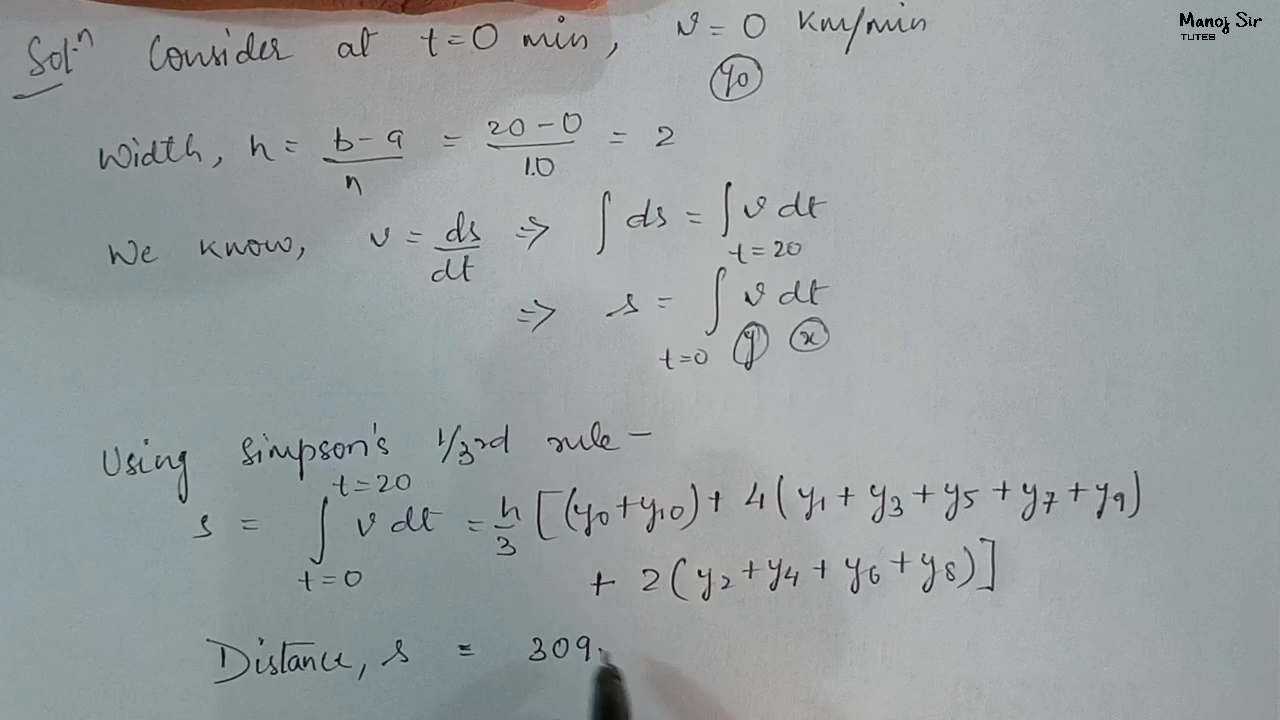 Manoj Sir
TUTES
Sol.ⁿ Consider at t=0 min, v = 0 Km/min
y0
Width, h = b-a/n = 20-0/10 = 2
We know, v = ds/dt ⇒ ∫ ds = ∫ v dt
t=20
⇒ s = ∫ v dt
t=0 y x
Using Simpson's 1/3rd rule –
t=20
s = ∫ v dt = h/3 [(y0+y10) + 4(y1+y3+y5+y7+y9)
t=0
+ 2(y2+y4+y6+y8)]
Distance, s = 309.